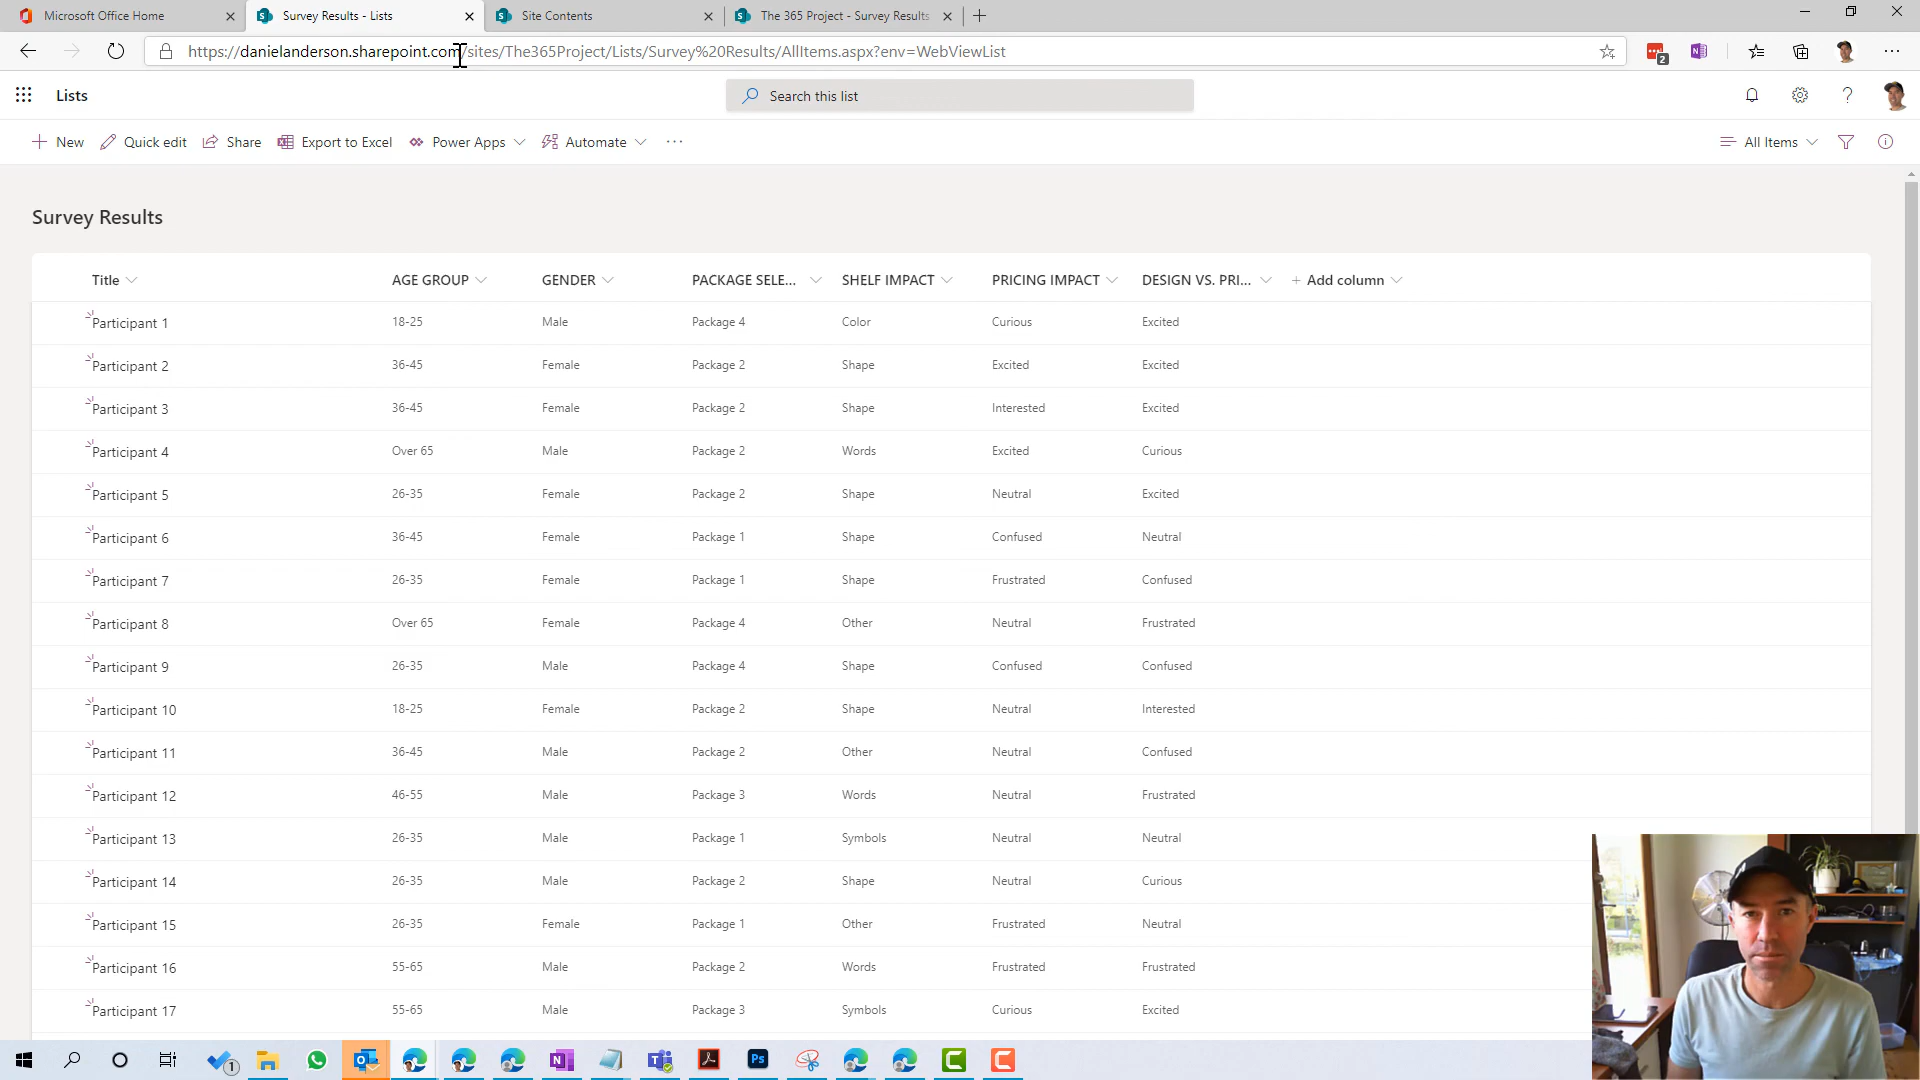 Microsoft Office Home
Survey Results - Lists
Site Contents
The 365 Project - Survey Results
https://danielanderson.sharepoint.com/sites/The365Project/Lists/Survey%20Results/AllItems.aspx?env=WebViewList
2
Lists
Search this list
New
Quick edit
Share
Export to Excel
Power Apps
Automate
All Items
Survey Results
Title AGE GROUP GENDER PACKAGE SELE... SHELF IMPACT PRICING IMPACT DESIGN VS. PRI... + Add column
Participant 1 18-25 Male Package 4 Color Curious Excited
Participant 2 36-45 Female Package 2 Shape Excited Excited
Participant 3 36-45 Female Package 2 Shape Interested Excited
Participant 4 Over 65 Male Package 2 Words Excited Curious
Participant 5 26-35 Female Package 2 Shape Neutral Excited
Participant 6 36-45 Female Package 1 Shape Confused Neutral
Participant 7 26-35 Female Package 1 Shape Frustrated Confused
Participant 8 Over 65 Female Package 4 Other Neutral Frustrated
Participant 9 26-35 Male Package 4 Shape Confused Confused
Participant 10 18-25 Female Package 2 Shape Neutral Interested
Participant 11 36-45 Male Package 2 Other Neutral Confused
Participant 12 46-55 Male Package 3 Words Neutral Frustrated
Participant 13 26-35 Male Package 1 Symbols Neutral Neutral
Participant 14 26-35 Male Package 2 Shape Neutral Curious
Participant 15 26-35 Female Package 1 Other Frustrated Neutral
Participant 16 55-65 Male Package 2 Words Frustrated Frustrated
Participant 17 55-65 Male Package 3 Symbols Curious Excited
1
Ps